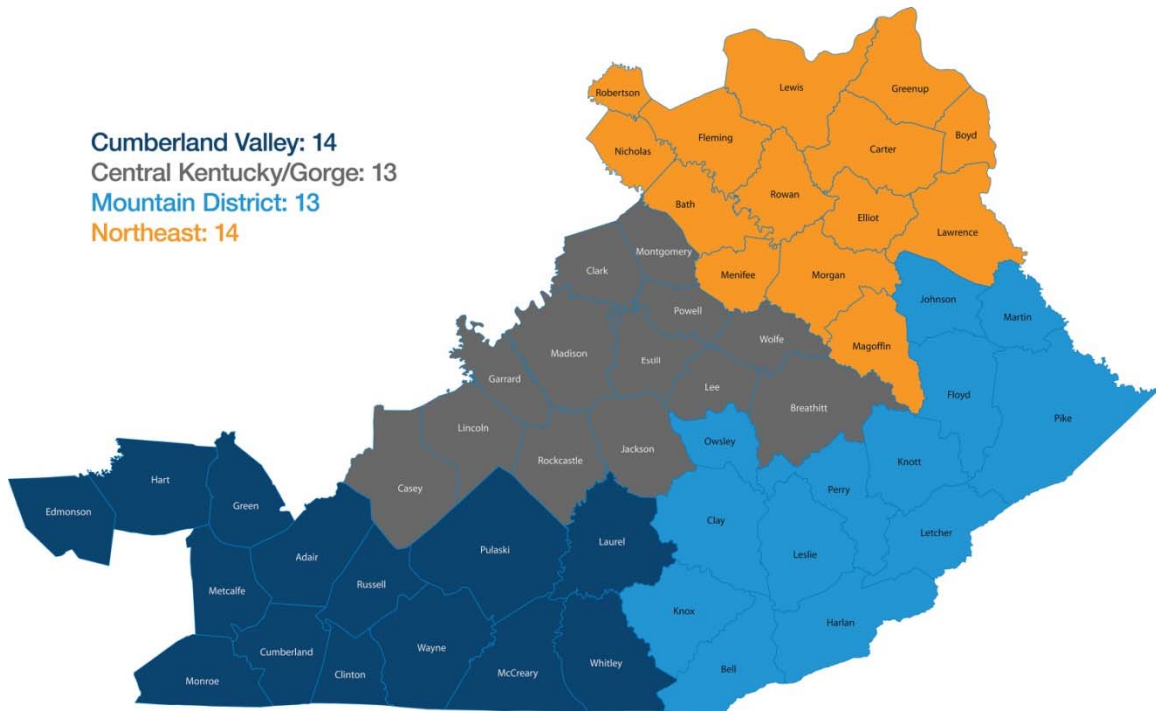 Cumberland Valley: 14
Central Kentucky/Gorge: 13
Mountain District: 13
Northeast: 14
Robertson
Lewis
Greenup
Nicholas
Fleming
Carter
Boyd
Bath
Rowan
Elliot
Lawrence
Montgomery
Clark
Menifee
Morgan
Johnson
Martin
Powell
Wolfe
Magoffin
Madison
Estill
Garrard
Lee
Breathitt
Floyd
Pike
Lincoln
Owsley
Jackson
Rockcastle
Knott
Casey
Perry
Hart
Edmonson
Green
Clay
Letcher
Laurel
Pulaski
Leslie
Adair
Russell
Metcalfe
Knox
Harlan
Wayne
Cumberland
Whitley
Bell
Clinton
McCreary
Monroe